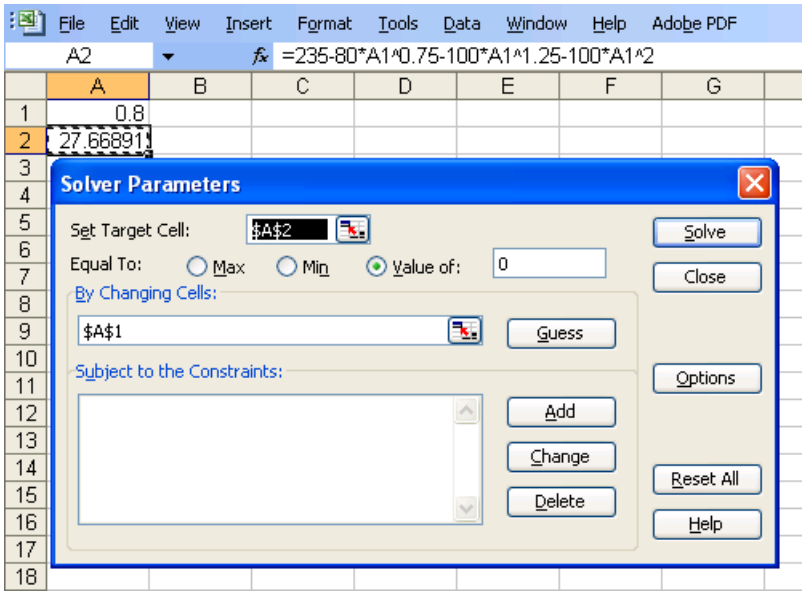 File Edit View Insert Format Tools Data Window Help Adobe PDF
A2 fx =235-80*A1^0.75-100*A1^1.25-100*A1^2
A B C D E F G
1 0.8
2 27.66891
3
4
5
6
7
8
9
10
11
12
13
14
15
16
17
18
Solver Parameters
Set Target Cell: $A$2 Solve
Equal To: Max Min Value of: 0 Close
By Changing Cells:
$A$1 Guess
Subject to the Constraints: Options
Add
Change
Reset All
Delete
Help